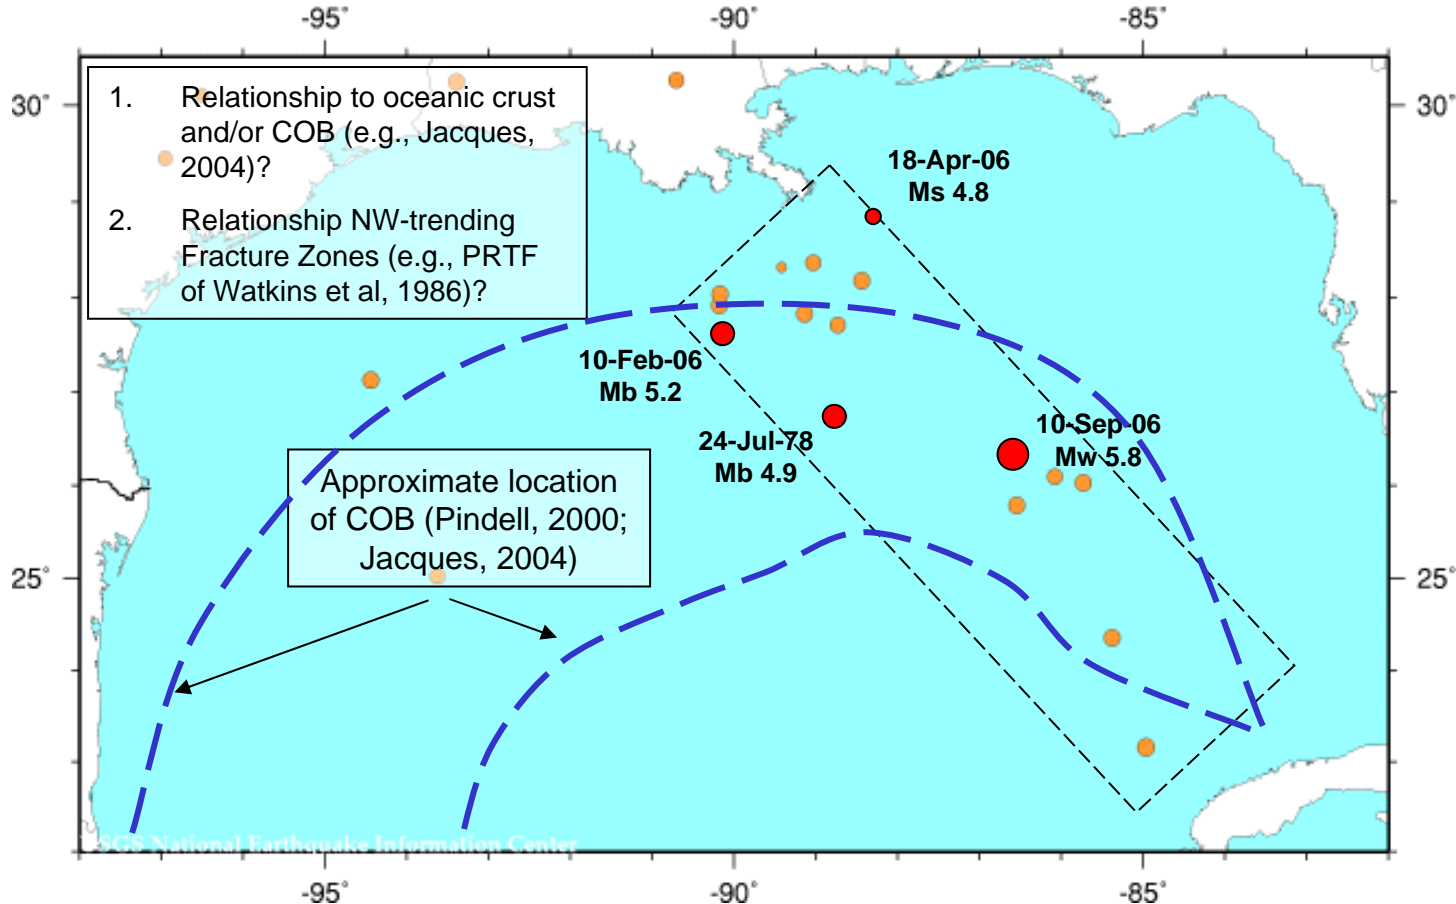 -95°
-90°
-85°
30°
30°
1. Relationship to oceanic crust
and/or COB (e.g., Jacques,
2004)?
2. Relationship NW-trending
Fracture Zones (e.g., PRTF
of Watkins et al, 1986)?
18-Apr-06
Ms 4.8
10-Feb-06
Mb 5.2
24-Jul-78
Mb 4.9
10-Sep-06
Mw 5.8
Approximate location
of COB (Pindell, 2000;
Jacques, 2004)
25°
25°
SGS National Earthquake Information Center
-95°
-90°
-85°